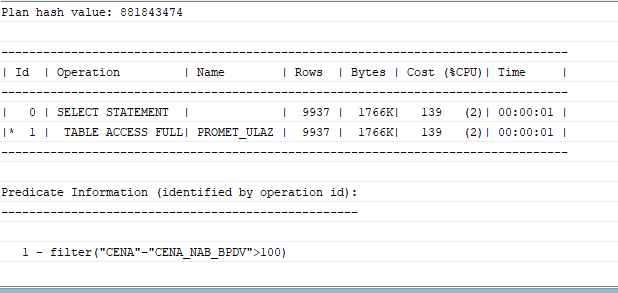 Plan hash value: 881843474
--------------------------------------------------------------------------------
| Id  | Operation         | Name        | Rows  | Bytes | Cost (%CPU)| Time     |
--------------------------------------------------------------------------------
|   0 | SELECT STATEMENT  |             |  9937 |  1766K|   139   (2)| 00:00:01 |
|*  1 |  TABLE ACCESS FULL| PROMET_ULAZ |  9937 |  1766K|   139   (2)| 00:00:01 |
--------------------------------------------------------------------------------
Predicate Information (identified by operation id):
---------------------------------------------------
   1 - filter("CENA"-"CENA_NAB_BPDV">100)